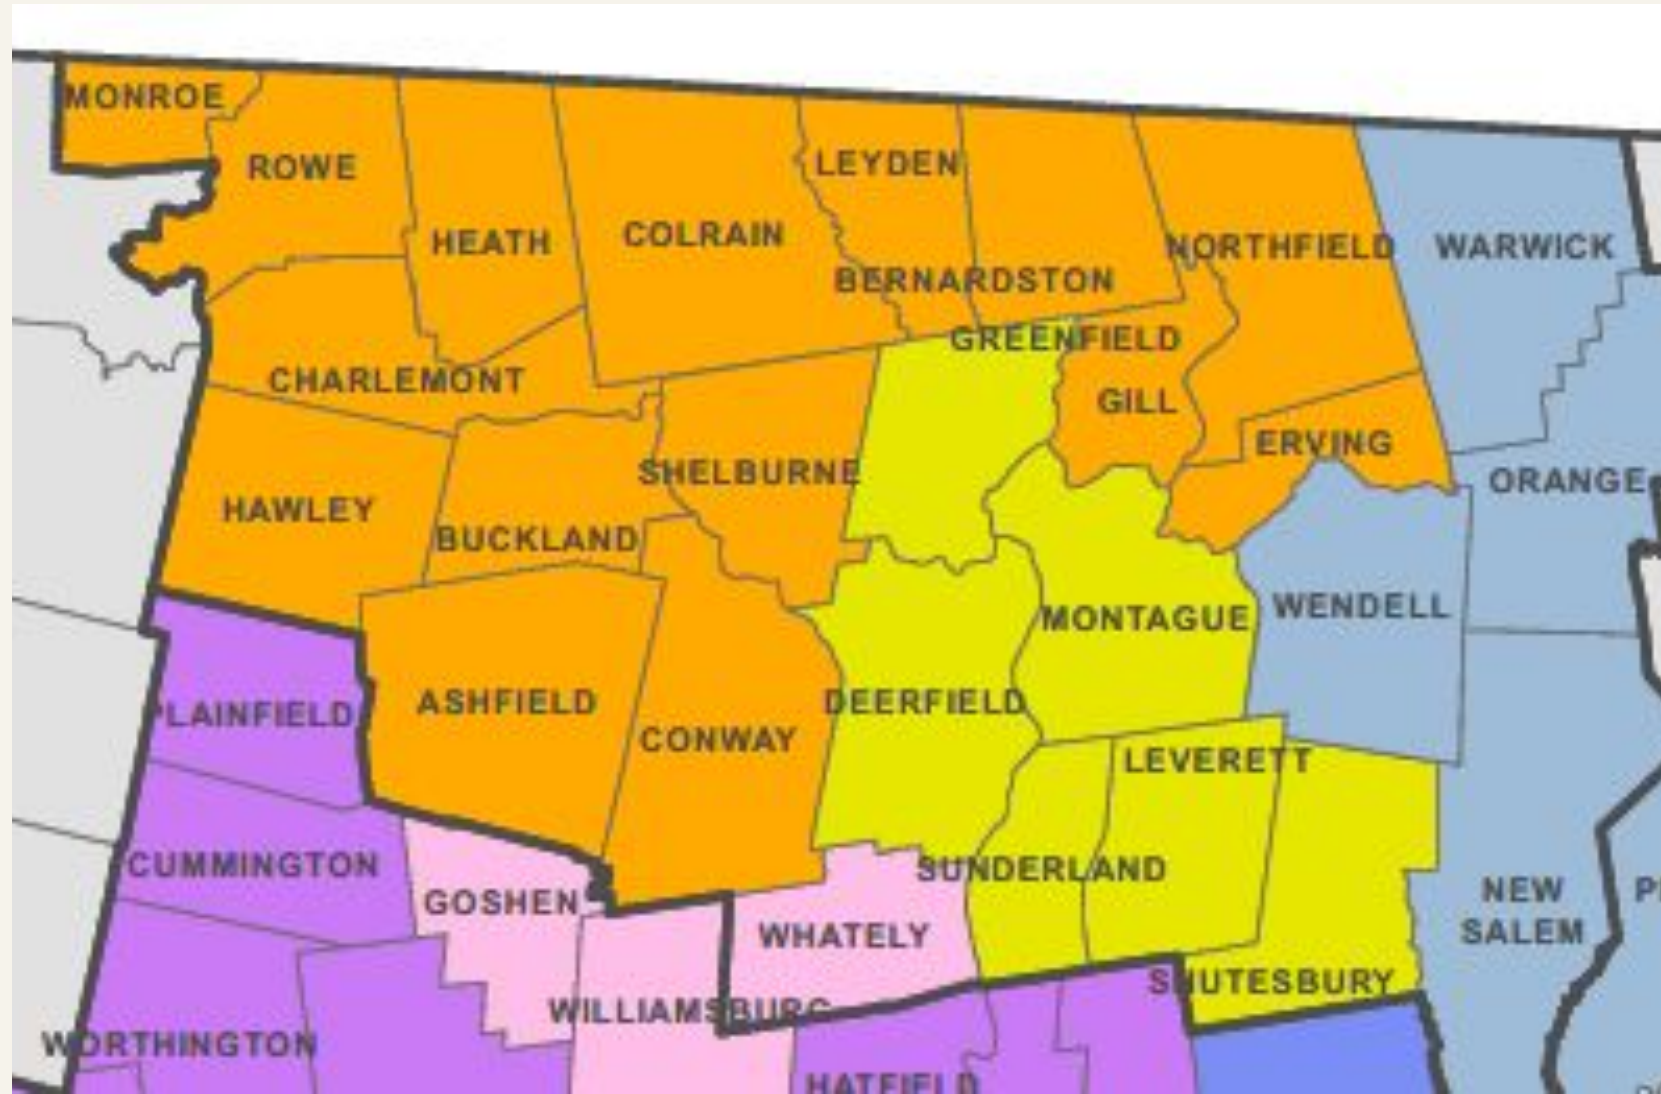 MONROE
ROWE
LEYDEN
HEATH
COLRAIN
NORTHFIELD
WARWICK
BERNARDSTON
GREENFIELD
CHARLEMONT
GILL
ERVING
SHELBURNE
ORANGE
HAWLEY
BUCKLAND
WENDELL
MONTAGUE
ASHFIELD
DEERFIELD
PLAINFIELD
CONWAY
LEVERETT
CUMMINGTON
SUNDERLAND
GOSHEN
NEW
SALEM
WHATELY
SHUTESBURY
WILLIAMSBURG
WORTHINGTON
HATFIELD